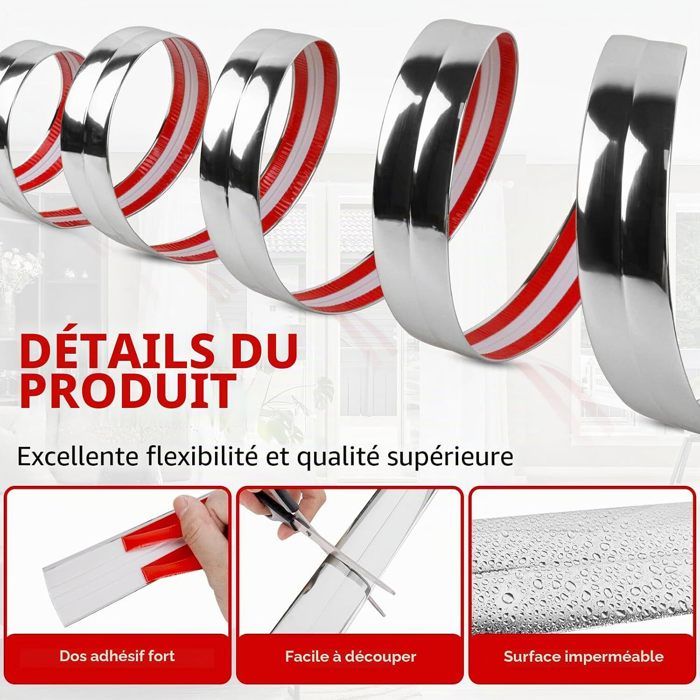 DÉTAILS DU
PRODUIT
Excellente flexibilité et qualité supérieure
Dos adhésif fort
Facile à découper
Surface imperméable